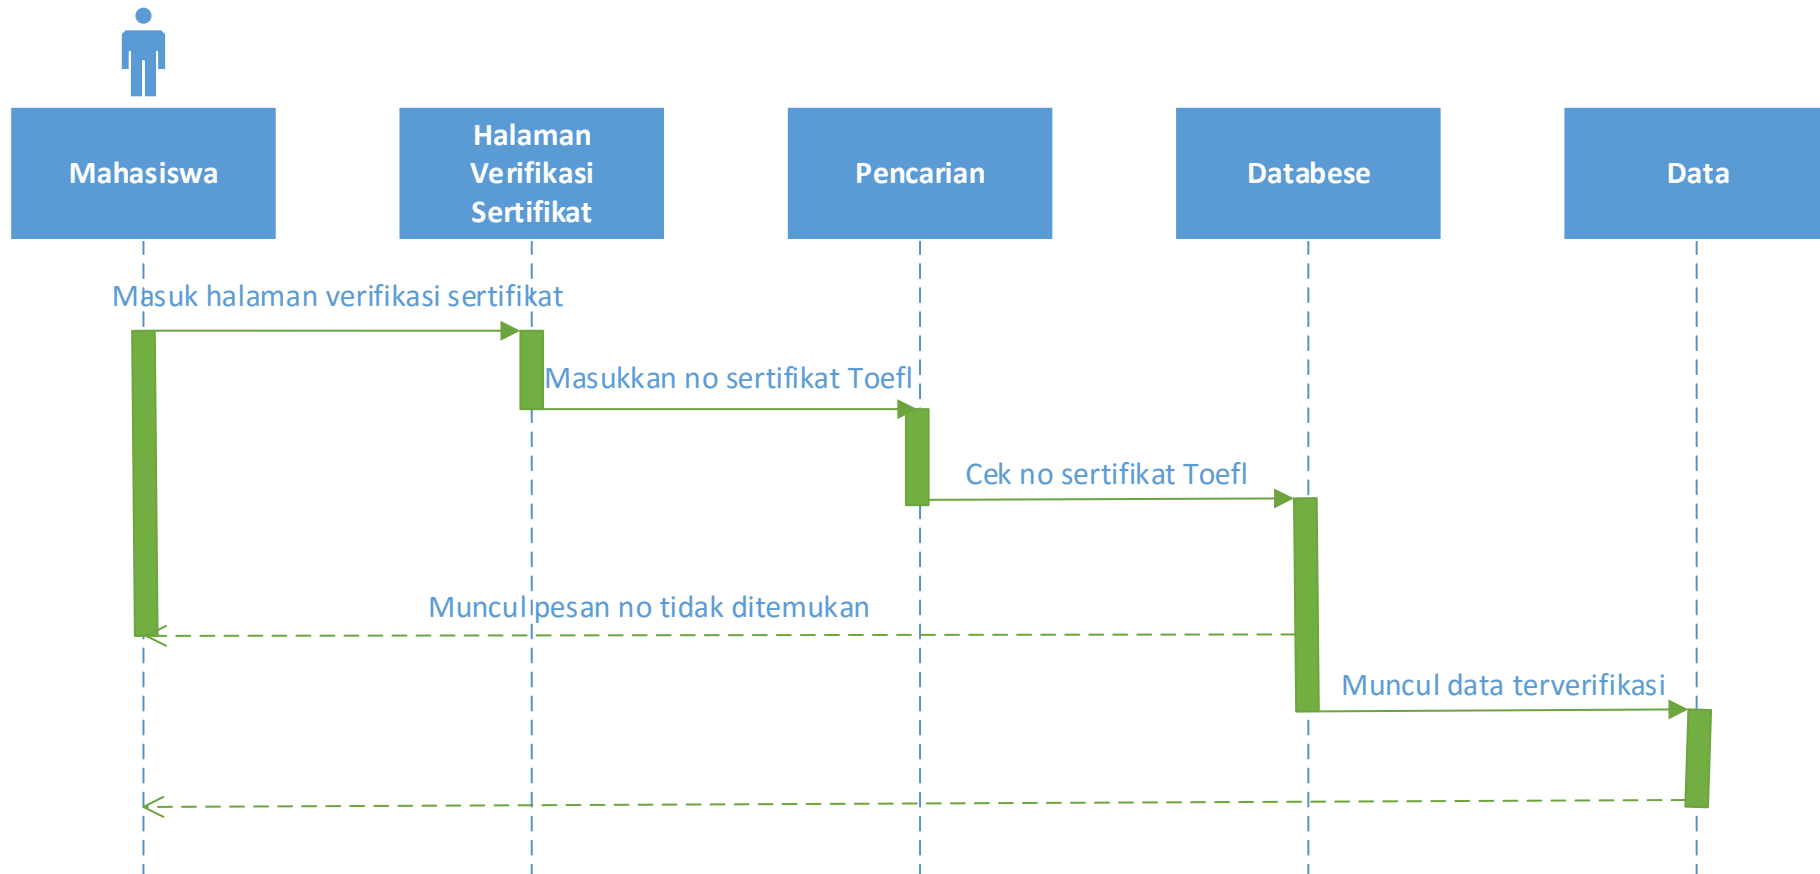 Mahasiswa
Halaman
Verifikasi
Sertifikat
Pencarian
Databese
Data
Masuk halaman verifikasi sertifikat
Masukkan no sertifikat Toefl
Cek no sertifikat Toefl
Muncul pesan no tidak ditemukan
Muncul data terverifikasi